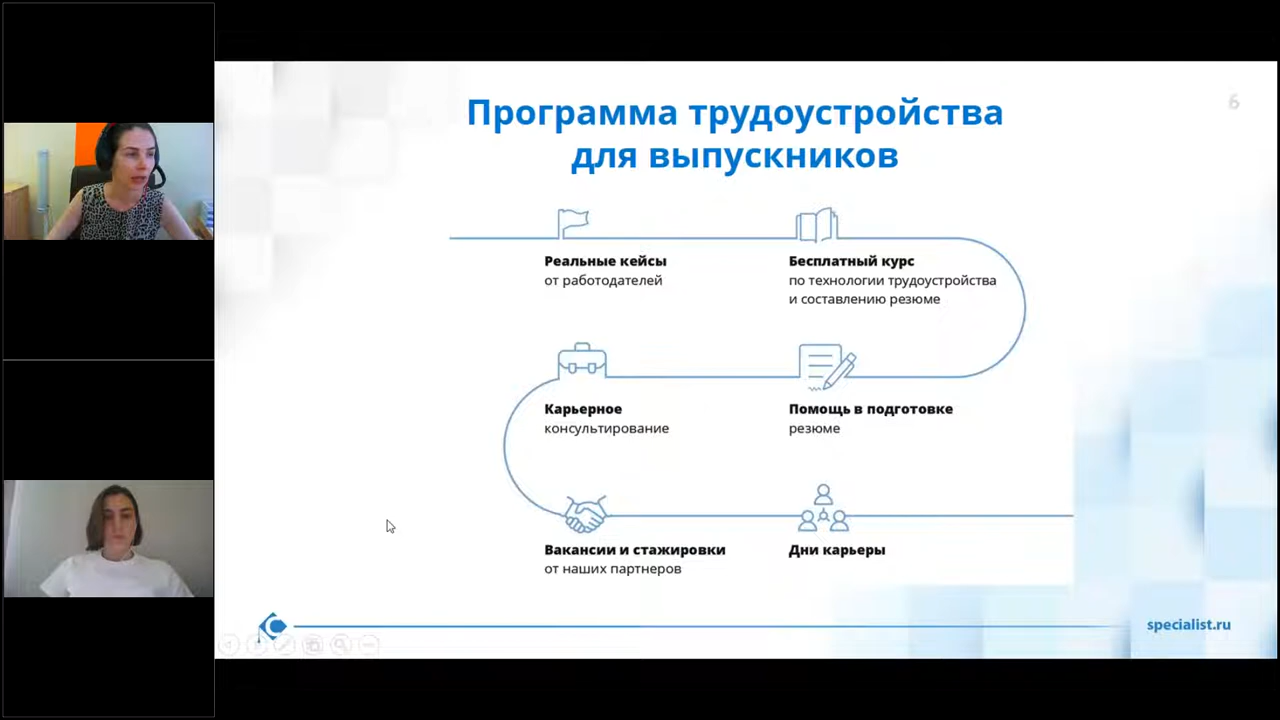 Программа трудоустройства
для выпускников
6
Реальные кейсы
от работодателей
Бесплатный курс
по технологии трудоустройства
и составлению резюме
Карьерное
консультирование
Помощь в подготовке
резюме
Вакансии и стажировки
от наших партнеров
Дни карьеры
specialist.ru